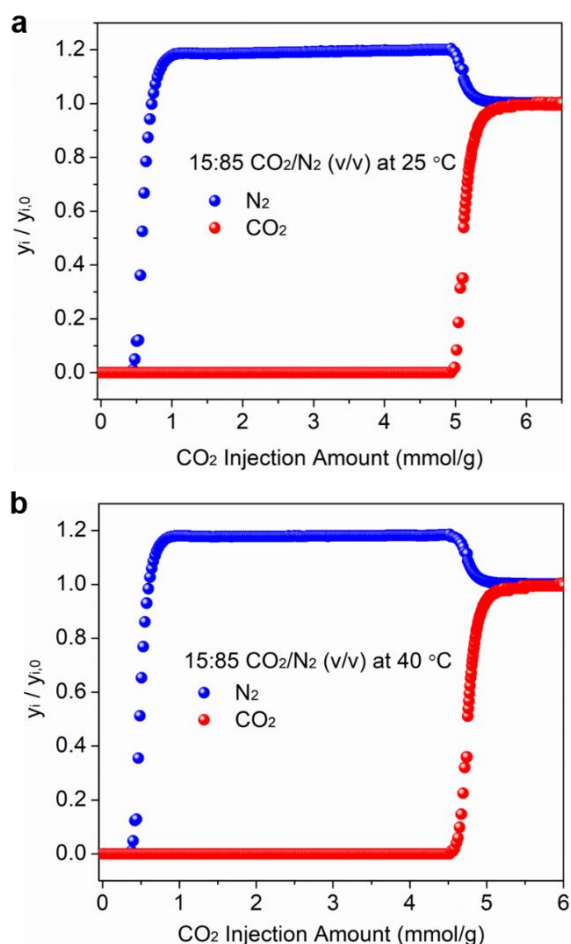 a
1.2
1.0
0.8
0.6
0.4
0.2
0.0
yᵢ / yᵢ,₀
15:85 CO₂/N₂ (v/v) at 25 °C
N₂
CO₂
0 1 2 3 4 5 6
CO₂ Injection Amount (mmol/g)
b
1.2
1.0
0.8
0.6
0.4
0.2
0.0
yᵢ / yᵢ,₀
15:85 CO₂/N₂ (v/v) at 40 °C
N₂
CO₂
0 1 2 3 4 5 6
CO₂ Injection Amount (mmol/g)